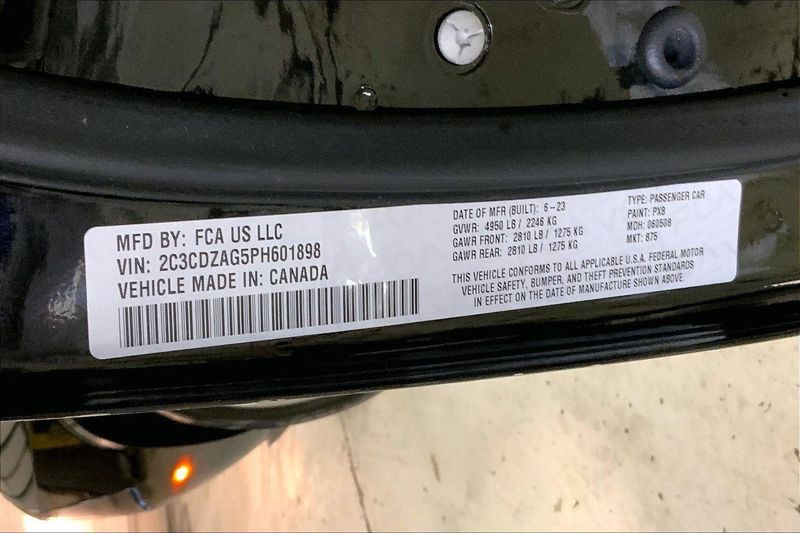 MFD BY: FCA US LLC
VIN: 2C3CDZAG5PH601898
VEHICLE MADE IN: CANADA
DATE OF MFR (BUILT): 6-23
GVWR: 4950 LB / 2246 KG
GAWR FRONT: 2810 LB / 1275 KG
GAWR REAR: 2810 LB / 1275 KG
TYPE: PASSENGER CAR
PAINT: PX8
MDH: 060508
MKT: 875
THIS VEHICLE CONFORMS TO ALL APPLICABLE U.S.A. FEDERAL MOTOR
VEHICLE SAFETY, BUMPER, AND THEFT PREVENTION STANDARDS
IN EFFECT ON THE DATE OF MANUFACTURE SHOWN ABOVE.